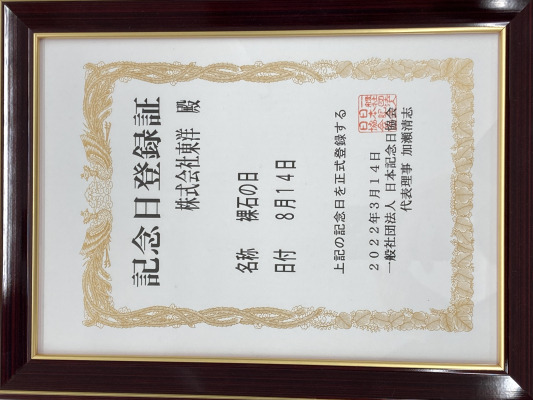 記念日登録証
株式会社東洋 殿
名称 裸石の日
日付 8月14日
上記の記念日を正式登録する
2022年3月14日
一般社団法人 日本記念日協会
代表理事 加瀬清志